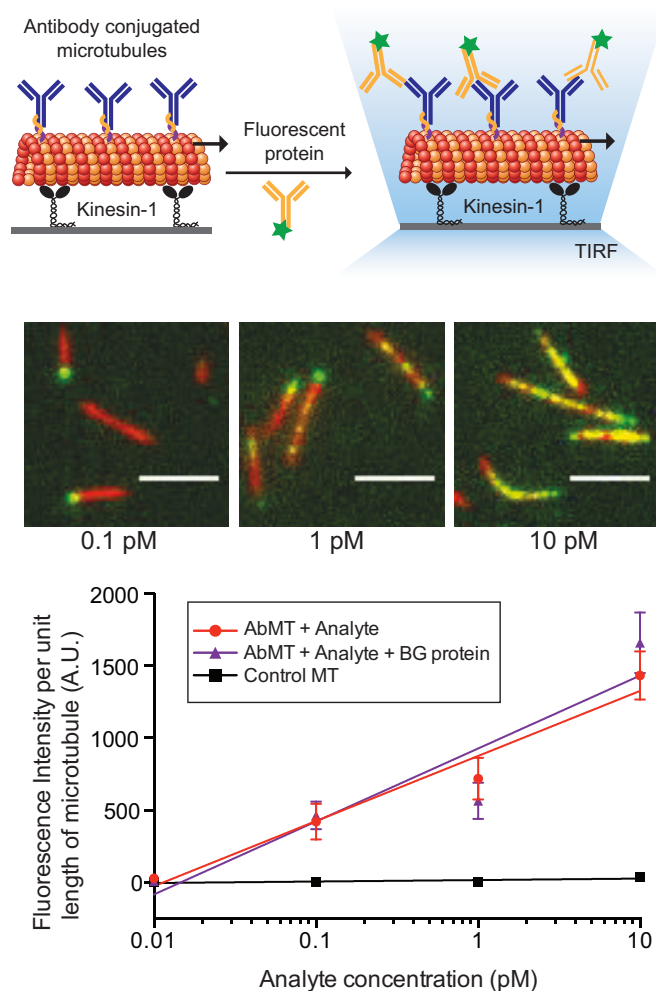 Antibody conjugated
microtubules
Fluorescent
protein
Kinesin-1
Kinesin-1
TIRF
0.1 pM
1 pM
10 pM
Fluorescence Intensity per unit
length of microtubule (A.U.)
2000
1500
1000
500
0
AbMT + Analyte
AbMT + Analyte + BG protein
Control MT
0.01
0.1
1
10
Analyte concentration (pM)